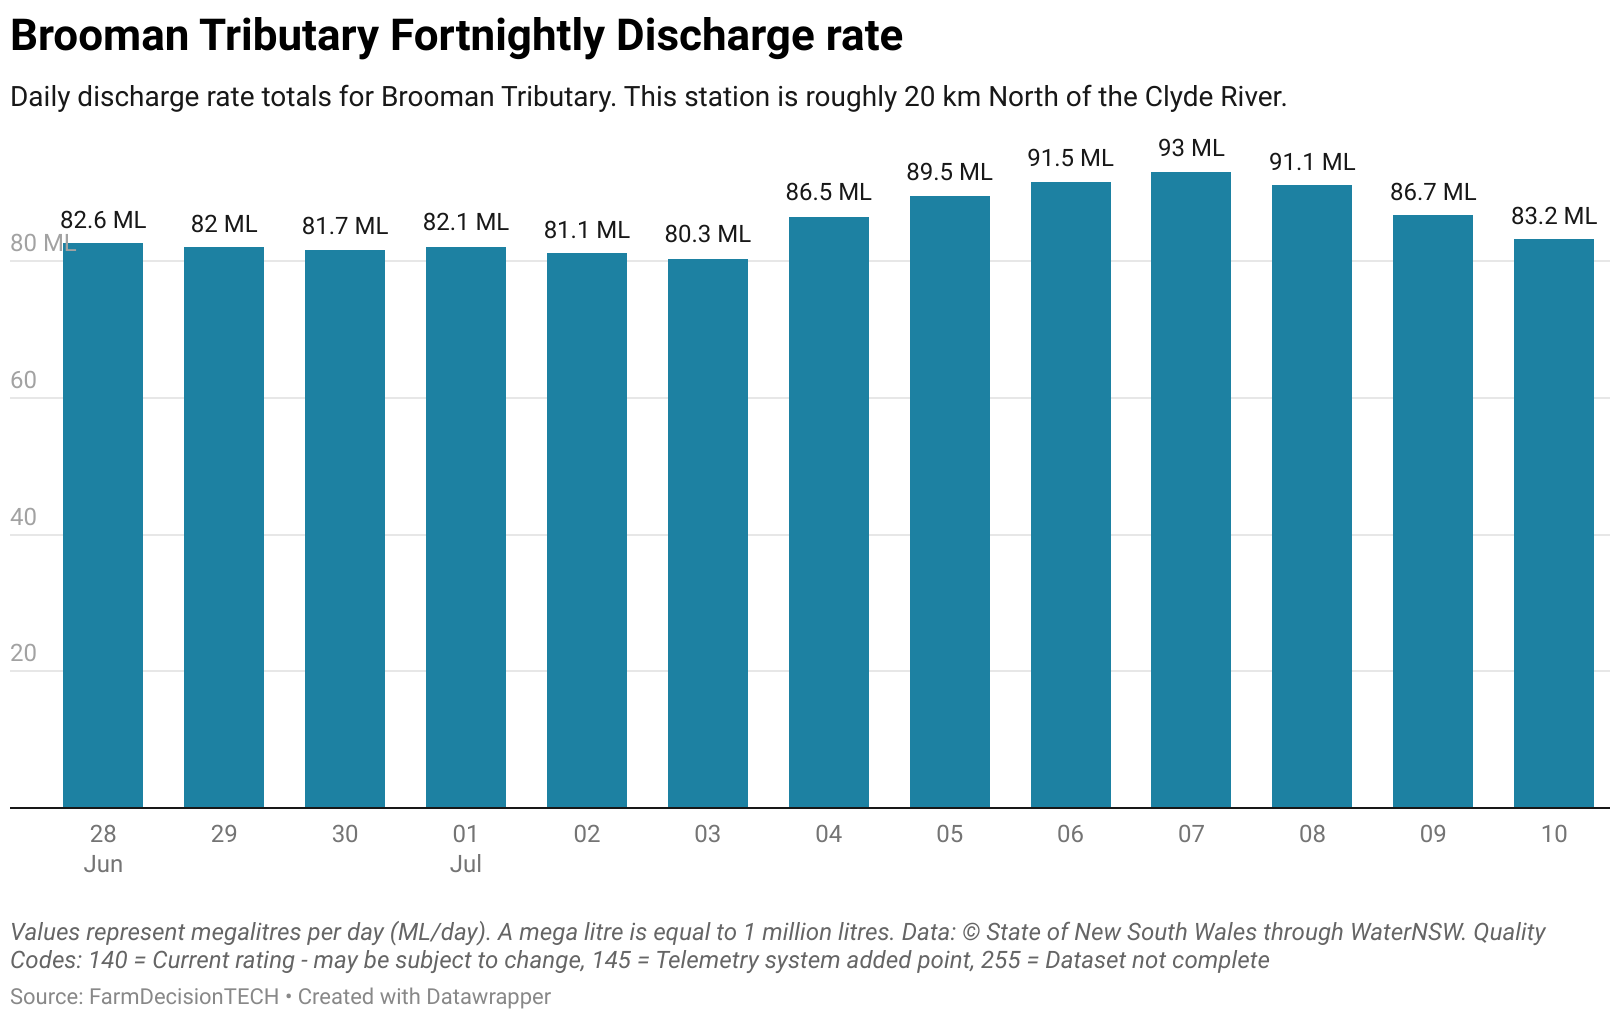 Brooman Tributary Fortnightly Discharge rate
Daily discharge rate totals for Brooman Tributary. This station is roughly 20 km North of the Clyde River.
82.6 ML
82 ML
81.7 ML
82.1 ML
81.1 ML
80.3 ML
86.5 ML
89.5 ML
91.5 ML
93 ML
91.1 ML
86.7 ML
83.2 ML
80 ML
60
40
20
28 29 30 01 02 03 04 05 06 07 08 09 10
Jun Jul
Values represent megalitres per day (ML/day). A mega litre is equal to 1 million litres. Data: © State of New South Wales through WaterNSW. Quality
Codes: 140 = Current rating - may be subject to change, 145 = Telemetry system added point, 255 = Dataset not complete
Source: FarmDecisionTECH • Created with Datawrapper